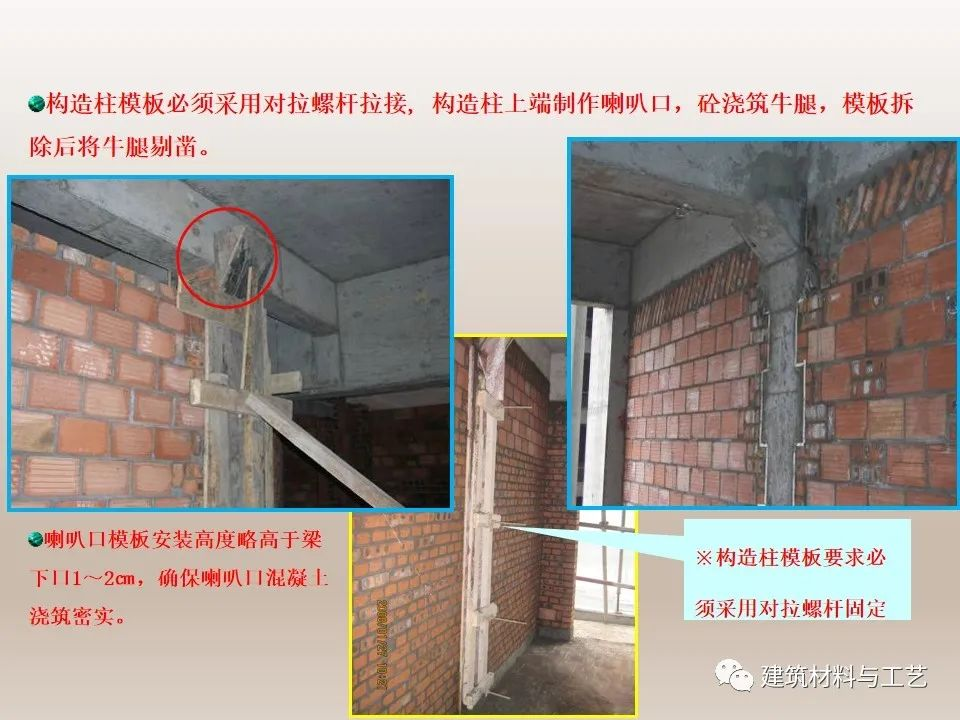 构造柱模板必须采用对拉螺杆拉接，构造柱上端制作喇叭口，砼浇筑牛腿，模板拆
除后将牛腿剔凿。
喇叭口模板安装高度略高于梁
下口1～2cm，确保喇叭口混凝土
浇筑密实。
※构造柱模板要求必
须采用对拉螺杆固定
建筑材料与工艺